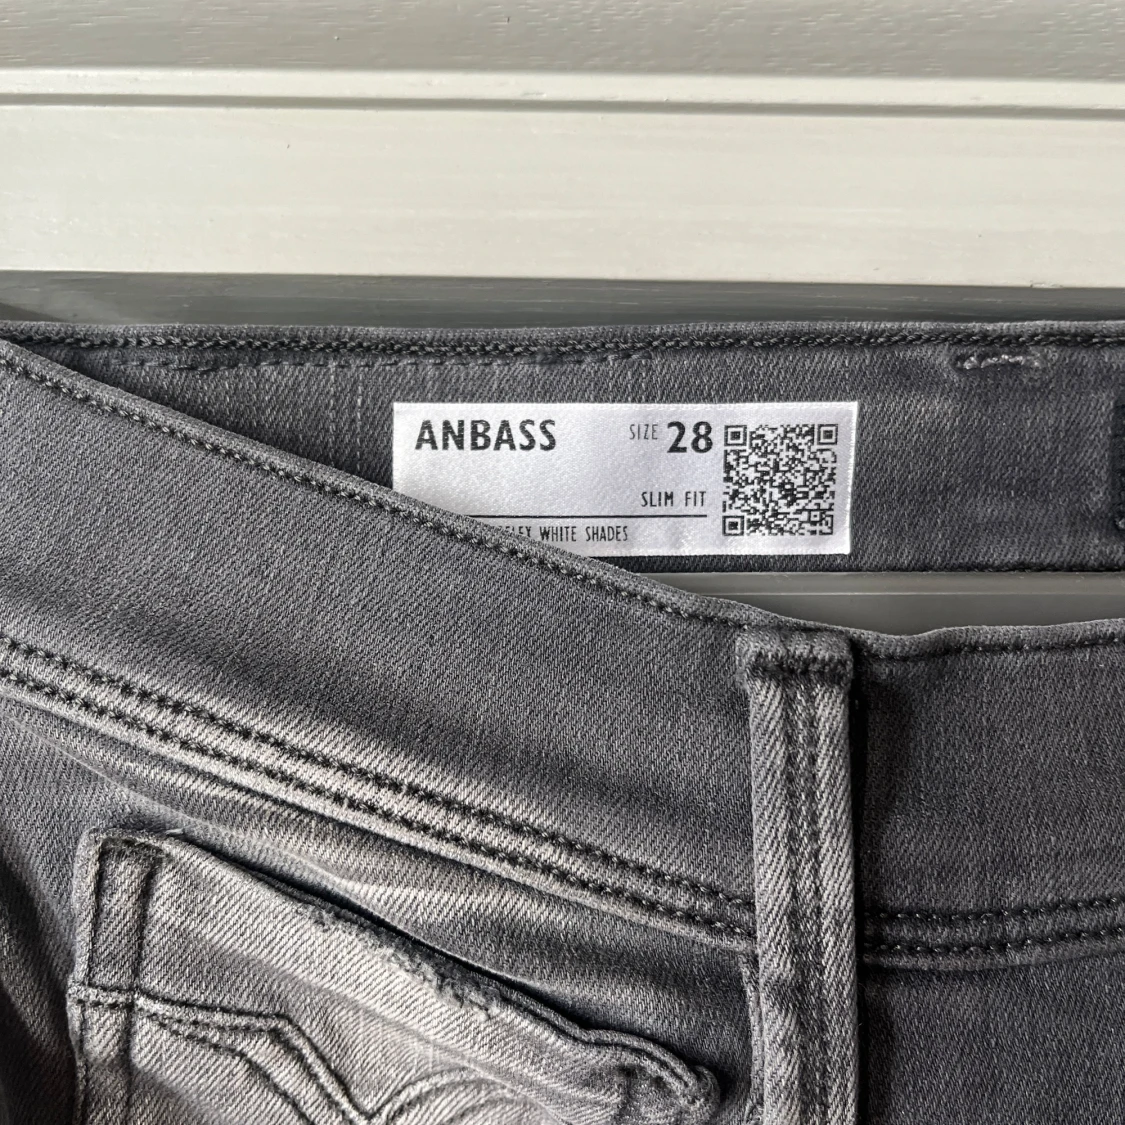 ANBASS
SIZE 28
SLIM FIT
WHITE SHADES